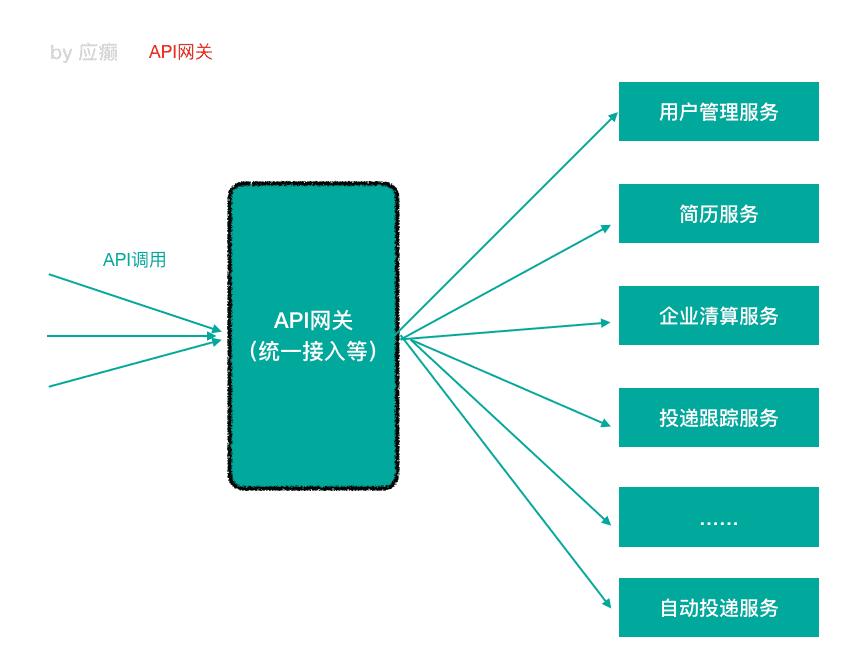 by 应癫 API网关
用户管理服务
简历服务
API调用
企业清算服务
API网关
（统一接入等）
投递跟踪服务
······
自动投递服务